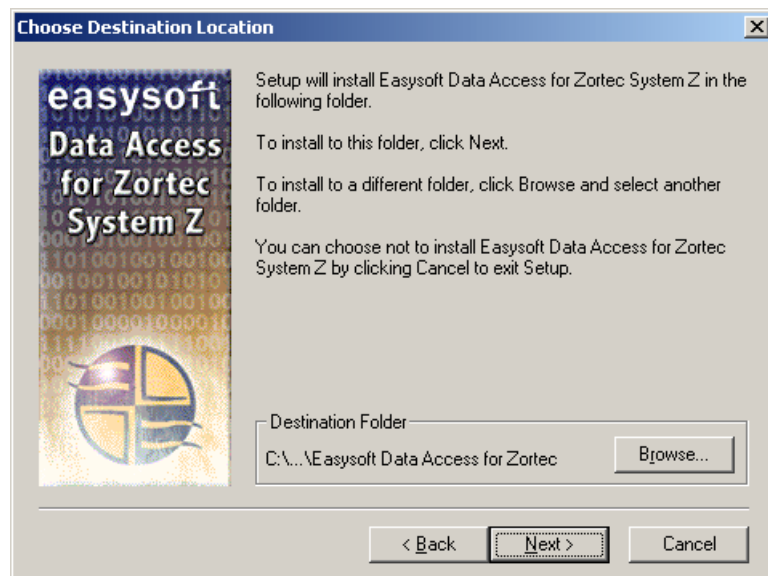 Choose Destination Location
easysoft
Data Access
for Zortec
System Z
Setup will install Easysoft Data Access for Zortec System Z in the
following folder.
To install to this folder, click Next.
To install to a different folder, click Browse and select another
folder.
You can choose not to install Easysoft Data Access for Zortec
System Z by clicking Cancel to exit Setup.
Destination Folder
C:\...\Easysoft Data Access for Zortec
Browse...
< Back
Next >
Cancel